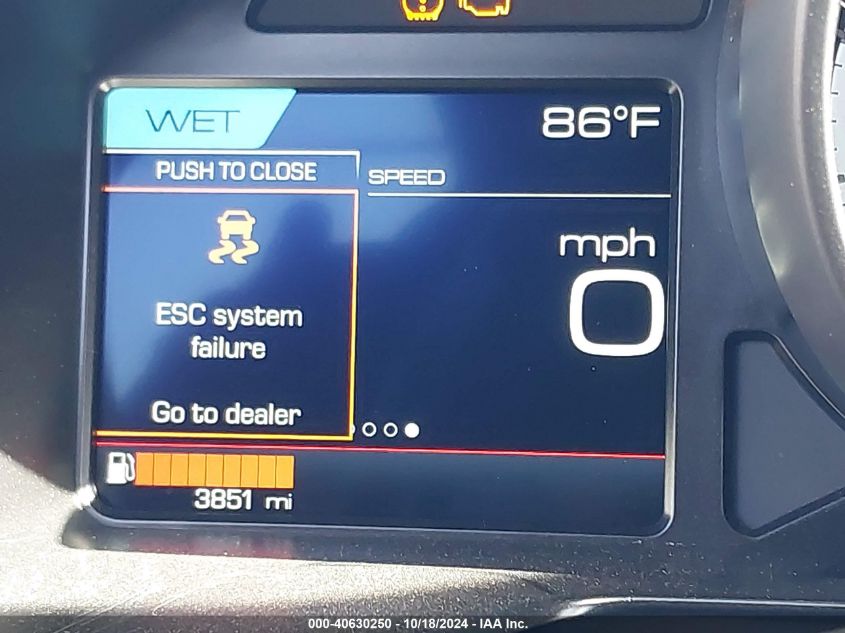 WET
86°F
PUSH TO CLOSE
SPEED
mph
0
ESC system
failure
Go to dealer
3851 mi
000-40630250 - 10/18/2024 - IAA Inc.